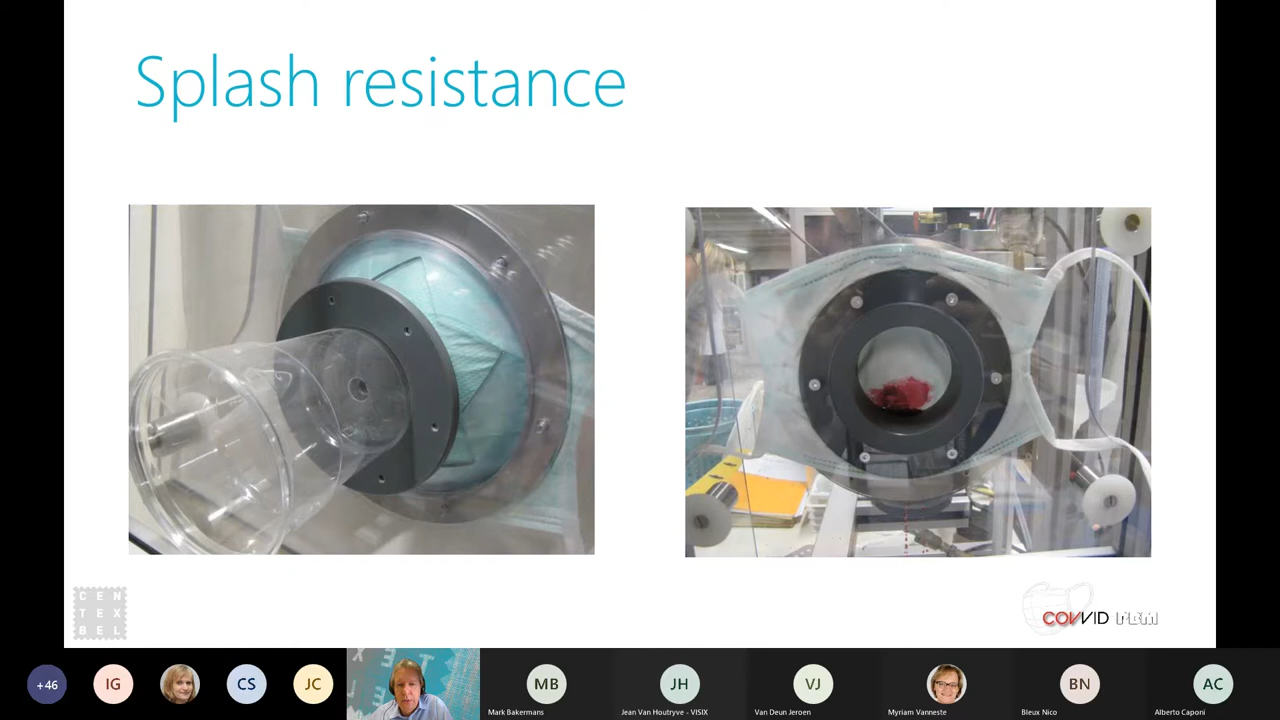 Splash resistance
CEN
TEX
BEL
COVVID PBM
+46
IG
CS
JC
MB
JH
VJ
BN
AC
Mark Bakermans
Jean Van Houtryve - VISIX
Van Deun Jeroen
Myriam Vanneste
Bleux Nico
Alberto Caponi